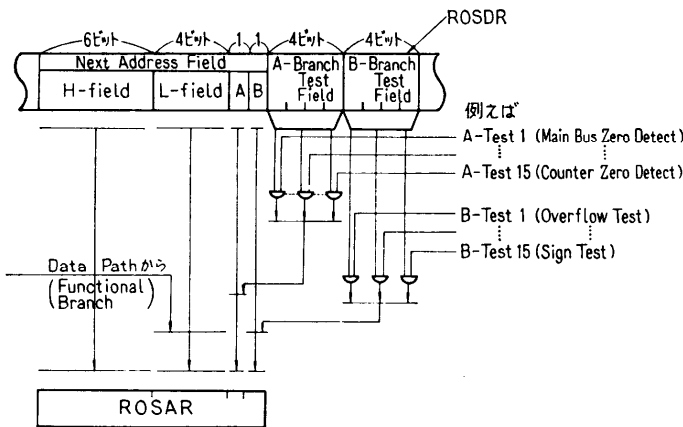 ROSDR
6ビット 4ビット 1 1 4ビット 4ビット
Next Address Field
H-field L-field A B
A-Branch
Test
Field
B-Branch
Test
Field
例えば
A-Test 1 (Main Bus Zero Detect)
A-Test 15 (Counter Zero Detect)
B-Test 1 (Overflow Test)
B-Test 15 (Sign Test)
Data Pathから
(Functional
Branch)
ROSAR